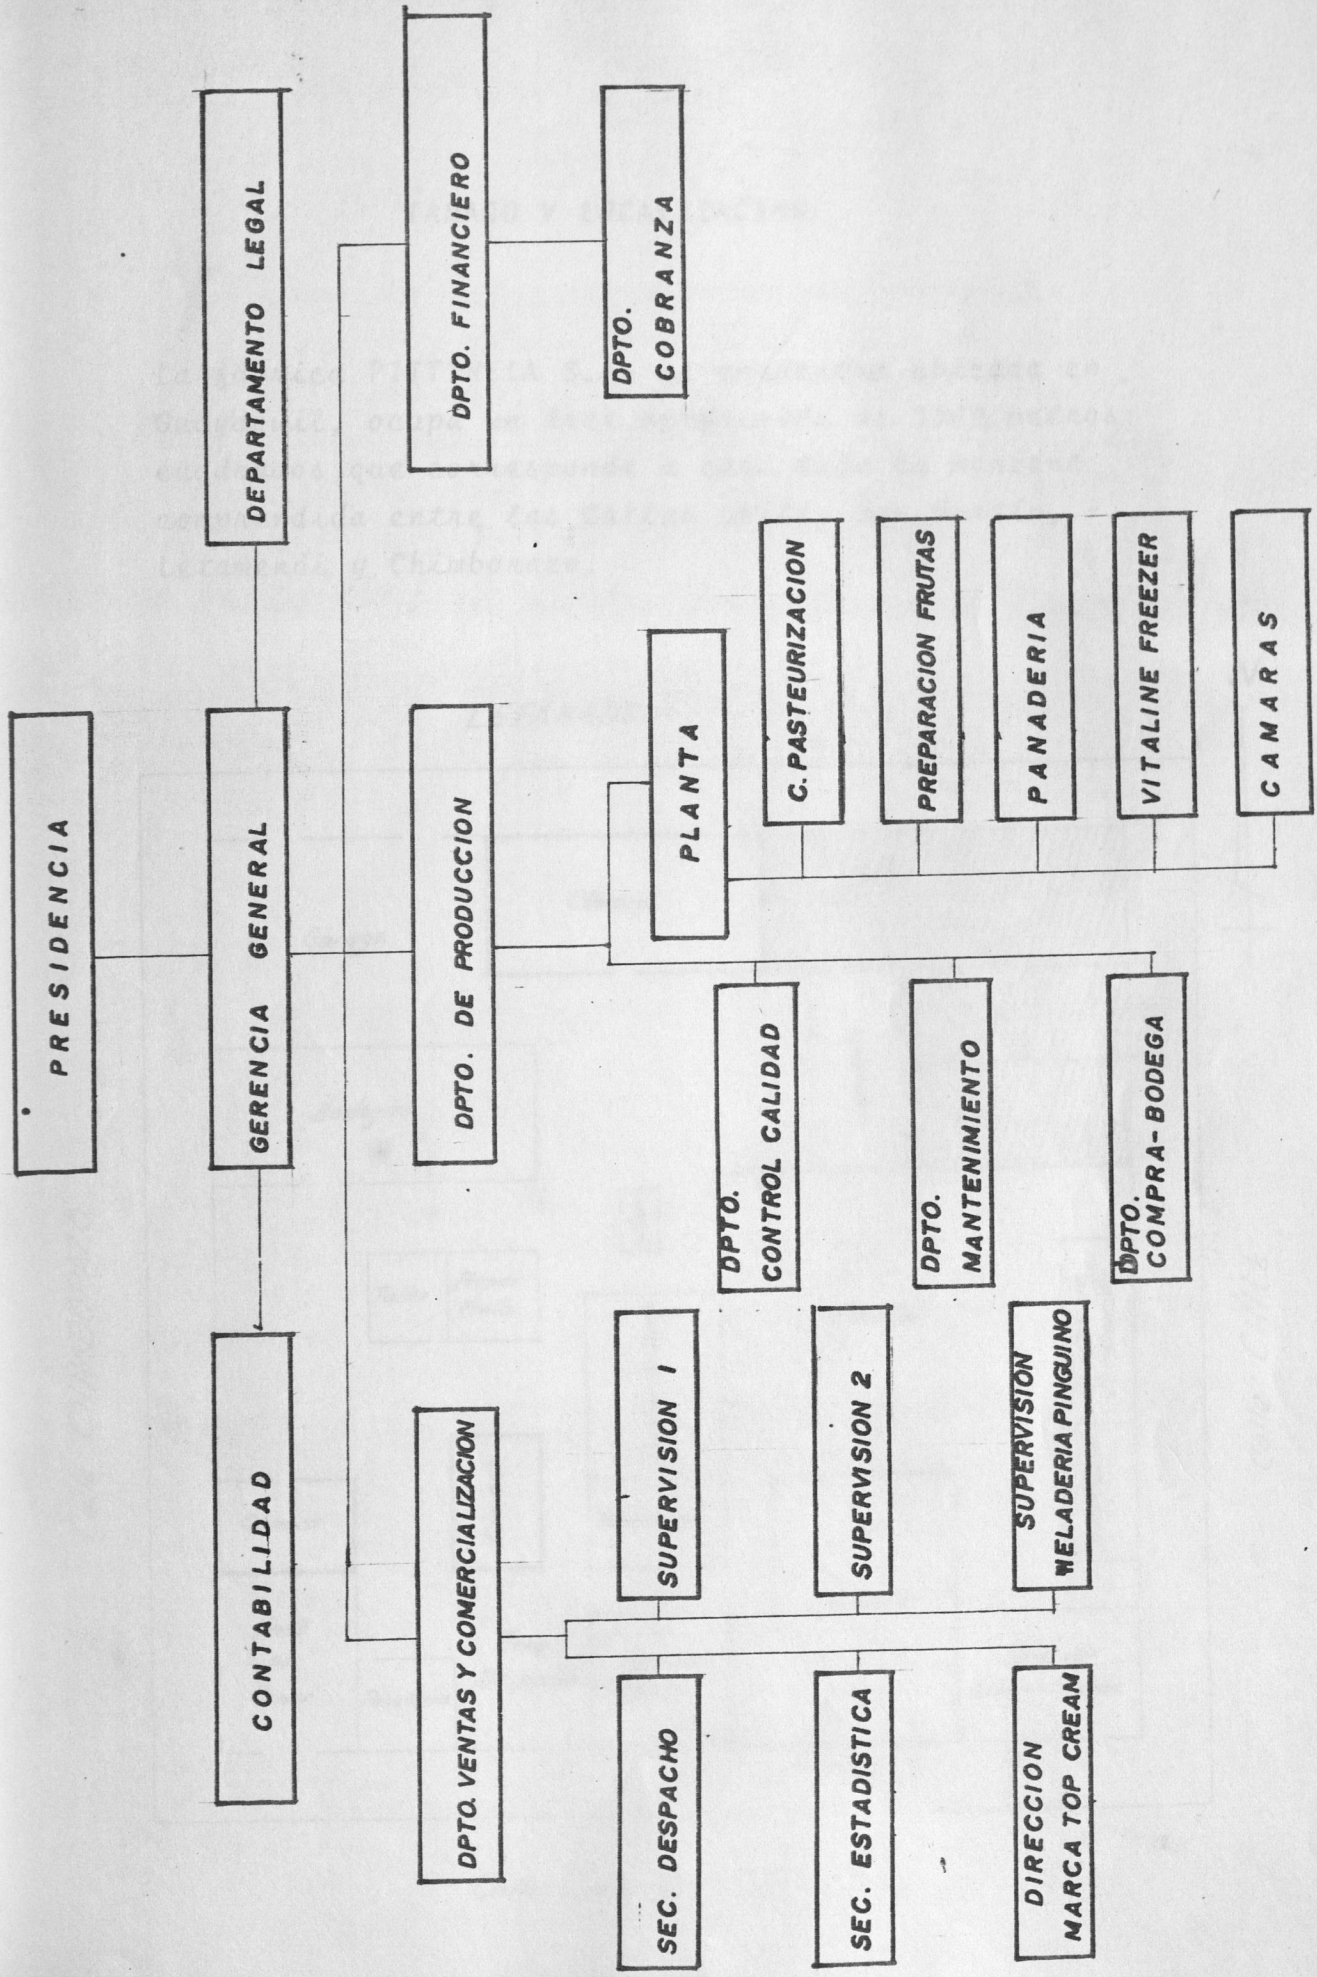 PRESIDENCIA
CONTABILIDAD
GERENCIA GENERAL
DEPARTAMENTO LEGAL
DPTO. VENTAS Y COMERCIALIZACION
DPTO. DE PRODUCCION
DPTO. FINANCIERO
SEC. DESPACHO
SEC. ESTADISTICA
DIRECCION
MARCA TOP CREAM
SUPERVISION 1
SUPERVISION 2
SUPERVISION
HELADERIA PINGUINO
DPTO.
CONTROL CALIDAD
DPTO.
MANTENIMIENTO
DPTO.
COMPRA-BODEGA
PLANTA
C. PASTEURIZACION
PREPARACION FRUTAS
PANADERIA
VITALINE FREEZER
CAMARAS
DPTO.
COBRANZA